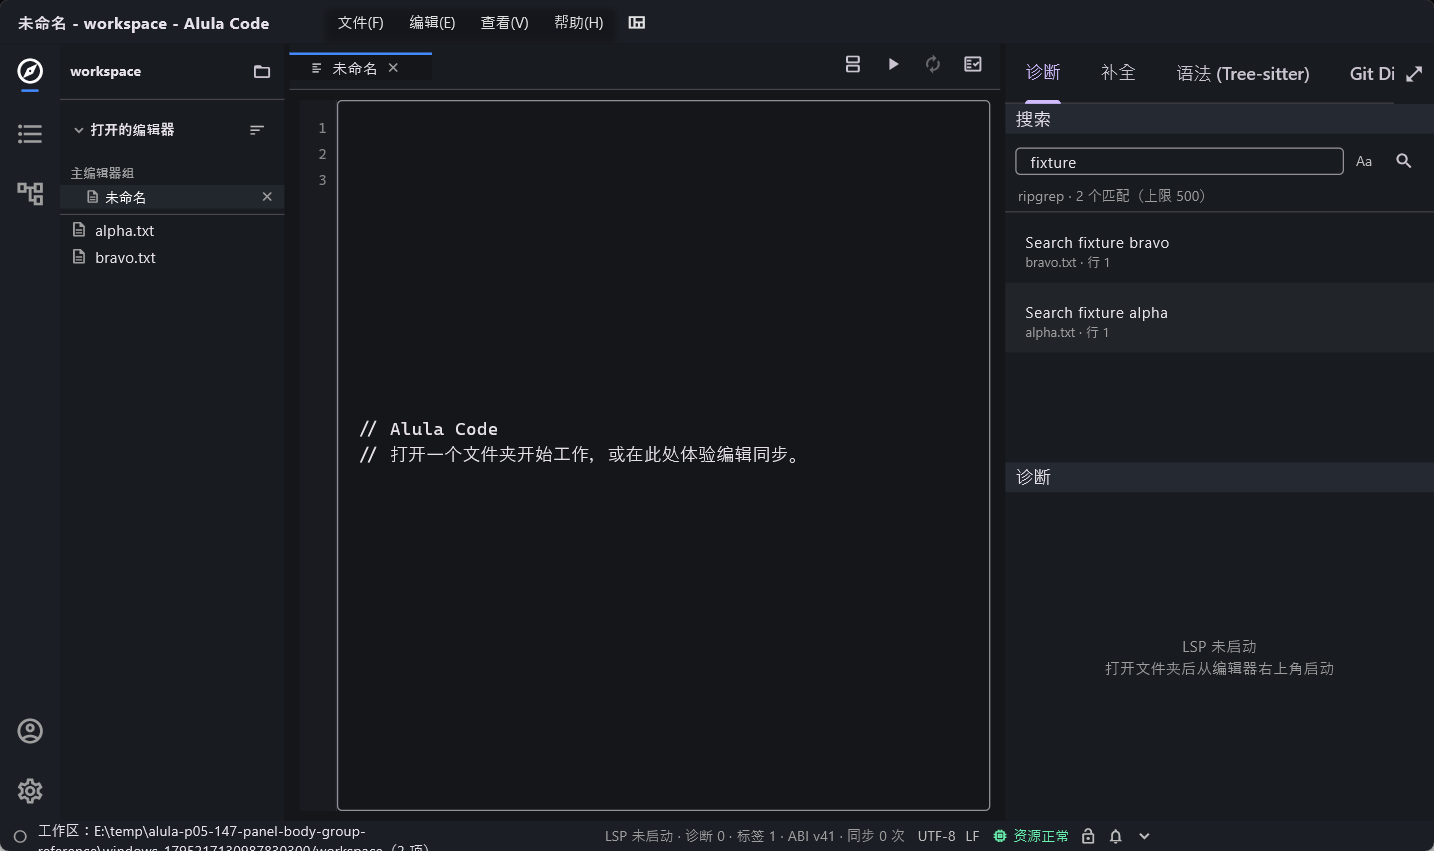 未命名 - workspace - Alula Code
文件(F) 编辑(E) 查看(V) 帮助(H)
workspace
打开的编辑器
主编辑器组
未命名
alpha.txt
bravo.txt
未命名
1
2
3
// Alula Code
// 打开一个文件夹开始工作，或在此处体验编辑同步。
诊断 补全 语法 (Tree-sitter) Git Di
搜索
fixture
Aa
ripgrep · 2 个匹配（上限 500）
Search fixture bravo
bravo.txt · 行 1
Search fixture alpha
alpha.txt · 行 1
诊断
LSP 未启动
打开文件夹后从编辑器右上角启动
工作区：E:\temp\alula-p05-147-panel-body-group-
reference\windows-1795217130987830300/workspace（2 项）
LSP 未启动 · 诊断 0 · 标签 1 · ABI v41 · 同步 0 次 UTF-8 LF 资源正常